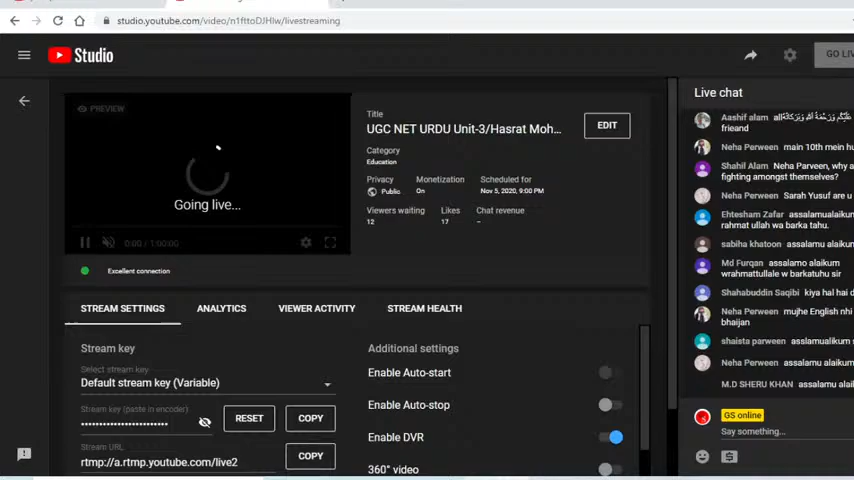 studio.youtube.com/video/n1fttoDJHlw/livestreaming
Studio
GO LIV
PREVIEW
Going live...
0:00 / 1:00:00
Excellent connection
Title
UGC NET URDU Unit-3/Hasrat Moh...
EDIT
Category
Education
Privacy
Monetization
Scheduled for
Public
On
Nov 5, 2020, 9:00 PM
Viewers waiting
Likes
Chat revenue
12
17
–
STREAM SETTINGS
ANALYTICS
VIEWER ACTIVITY
STREAM HEALTH
Stream key
Select stream key
Default stream key (Variable)
Stream key (paste in encoder)
RESET
COPY
Stream URL
rtmp://a.rtmp.youtube.com/live2
COPY
Additional settings
Enable Auto-start
Enable Auto-stop
Enable DVR
360° video
Live chat
Aashif alam all
frieand
Neha Perween main 10th mein hu
Shahil Alam Neha Parveen, why a
fighting amongst themselves?
Neha Perween Sarah Yusuf are u
Ehtesham Zafar assalamualaikum
rahmat ullah wa barka tahu.
sabiha khatoon assalamu alaikum
Md Furqan assalamo alaikum
wrahmattullale w barkatuhu sir
Shahabuddin Saqibi kiya hal hai d
Neha Perween mujhe English nhi
bhaijan
shaista parween assalamualikum s
Neha Perween assalamu alaikum
M.D SHERU KHAN assalamu alaik
GS online
Say something...